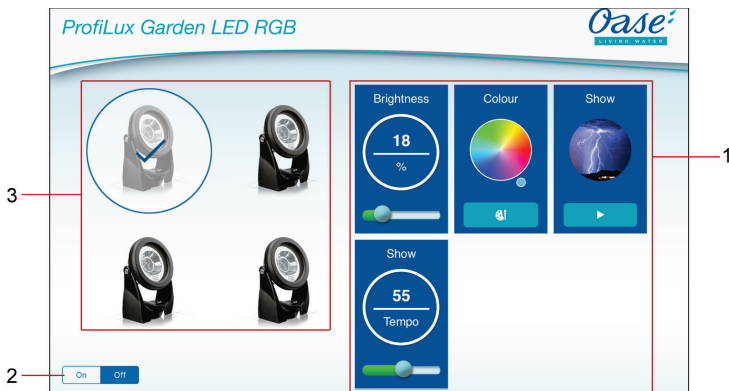 ProfiLux Garden LED RGB
Oase
LIVING WATER
Brightness
18
%
Colour
Show
1
3
Show
55
Tempo
2
On Off